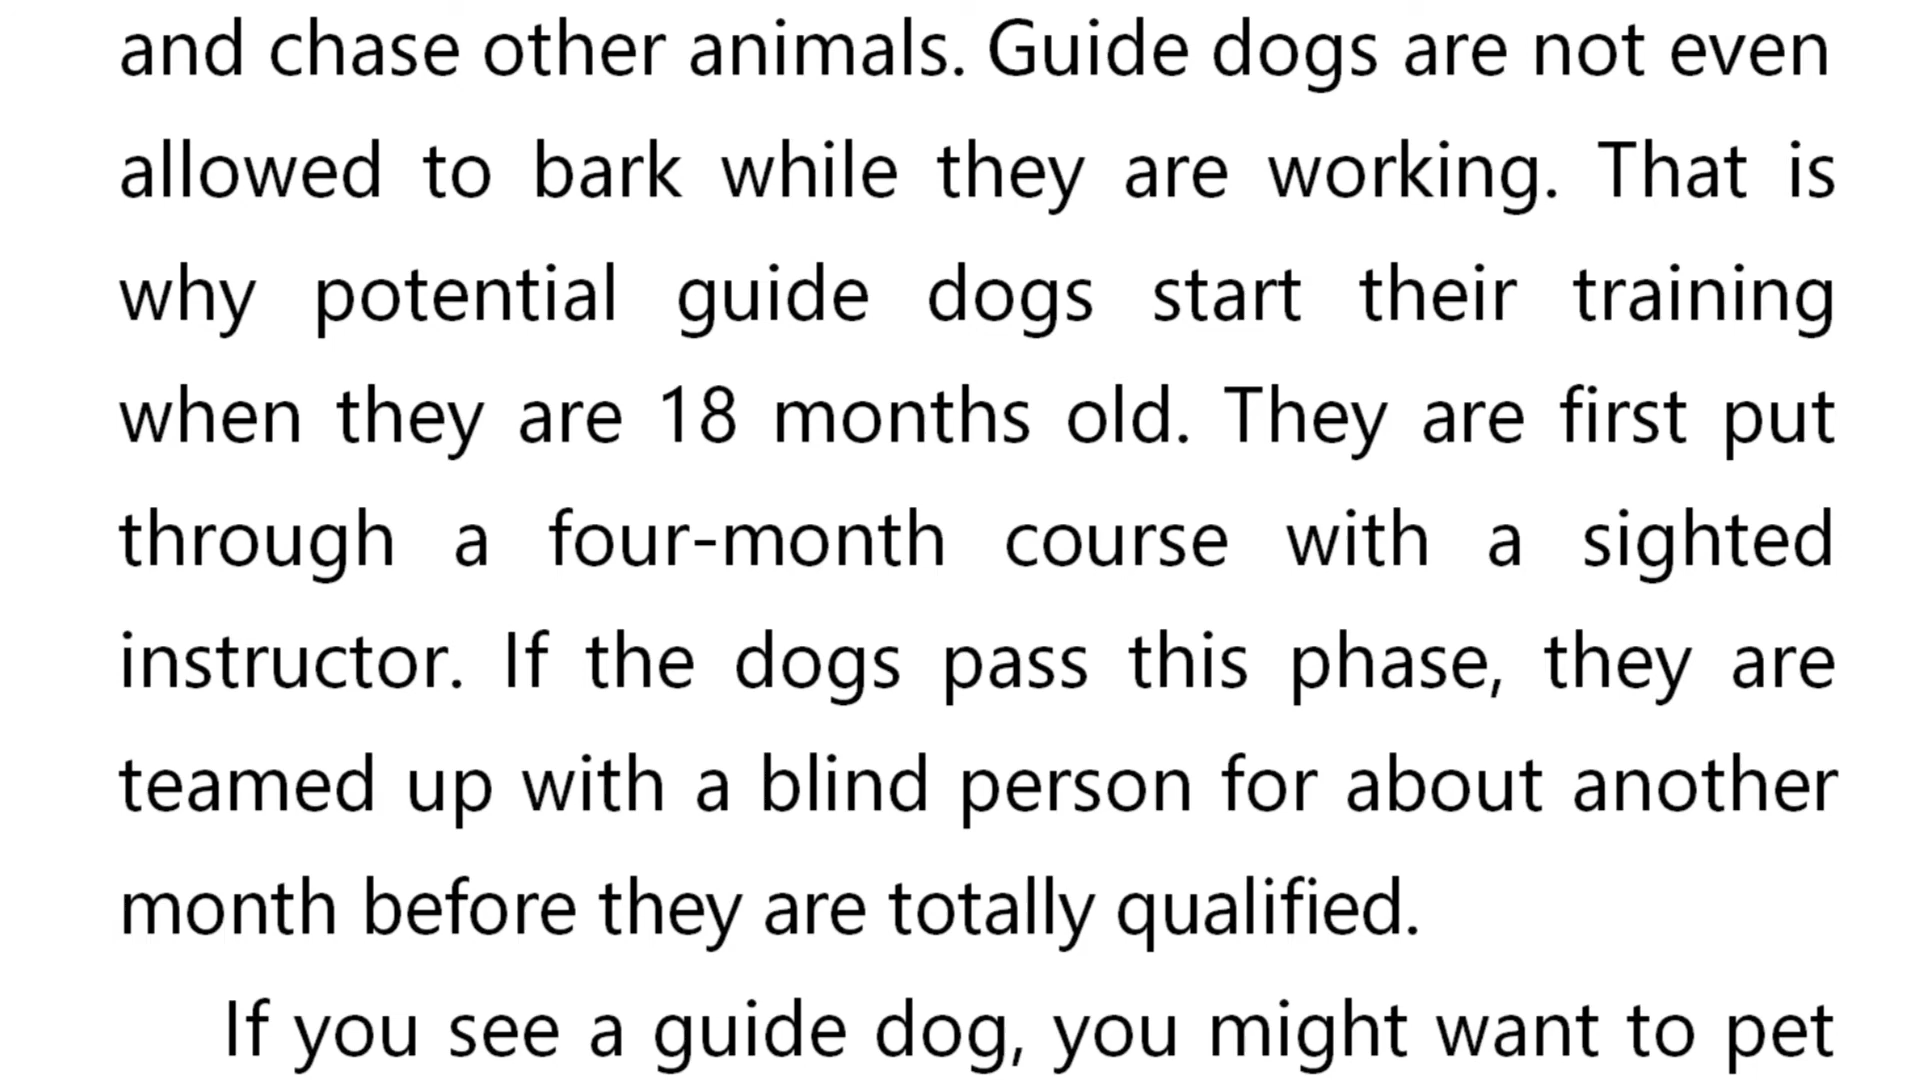 and chase other animals. Guide dogs are not even
allowed to bark while they are working. That is
why potential guide dogs start their training
when they are 18 months old. They are first put
through a four-month course with a sighted
instructor. If the dogs pass this phase, they are
teamed up with a blind person for about another
month before they are totally qualified.
If you see a guide dog, you might want to pet